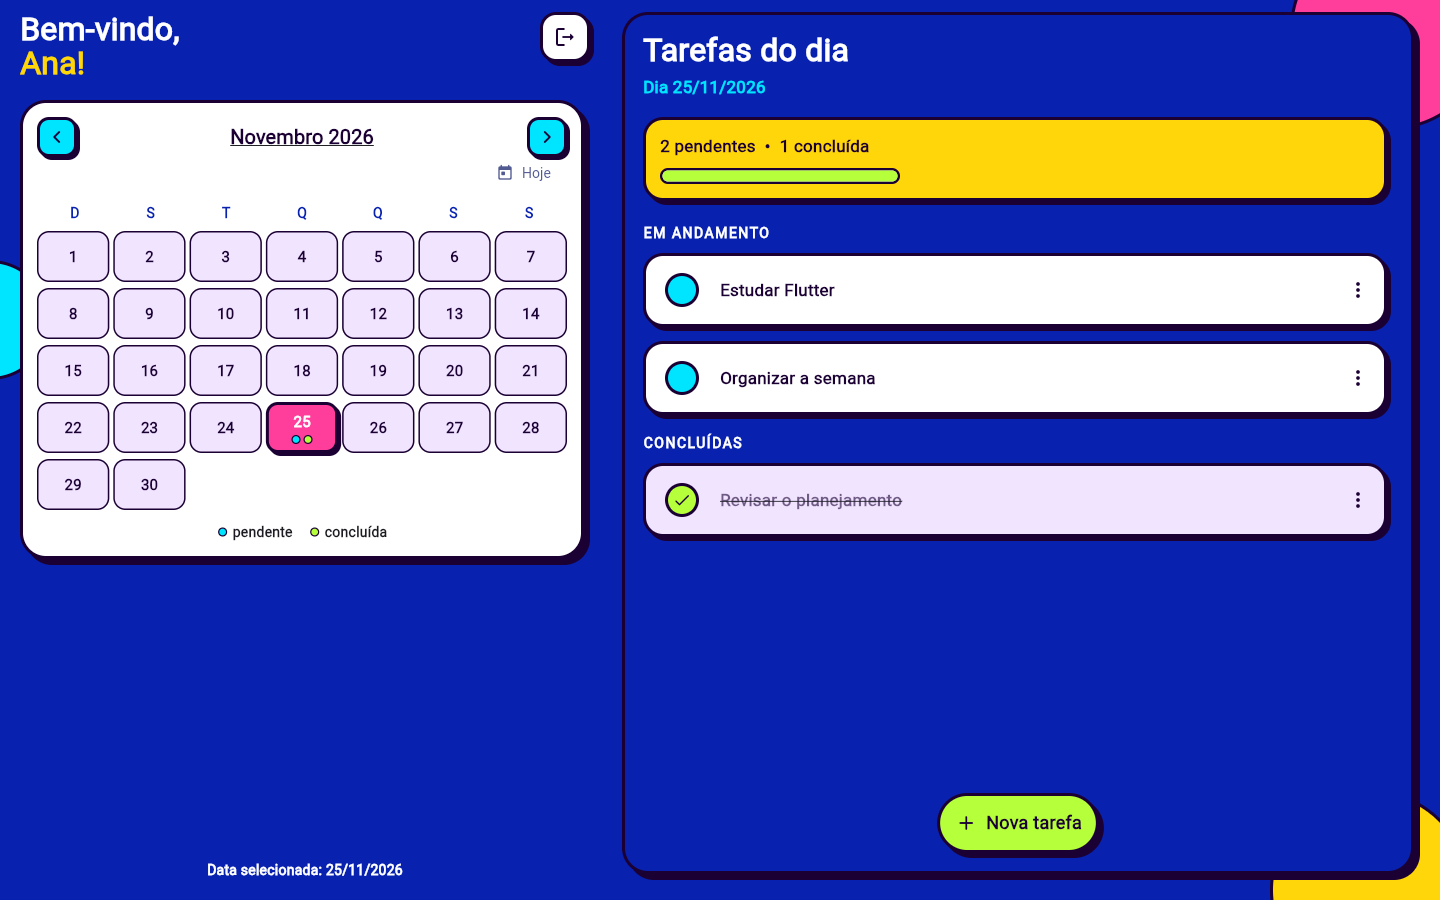 Bem-vindo,
Ana!
Novembro 2026
Hoje
D S T Q Q S S
1 2 3 4 5 6 7
8 9 10 11 12 13 14
15 16 17 18 19 20 21
22 23 24 25 26 27 28
29 30
pendente concluída
Data selecionada: 25/11/2026
Tarefas do dia
Dia 25/11/2026
2 pendentes • 1 concluída
EM ANDAMENTO
Estudar Flutter
Organizar a semana
CONCLUÍDAS
Revisar o planejamento
Nova tarefa